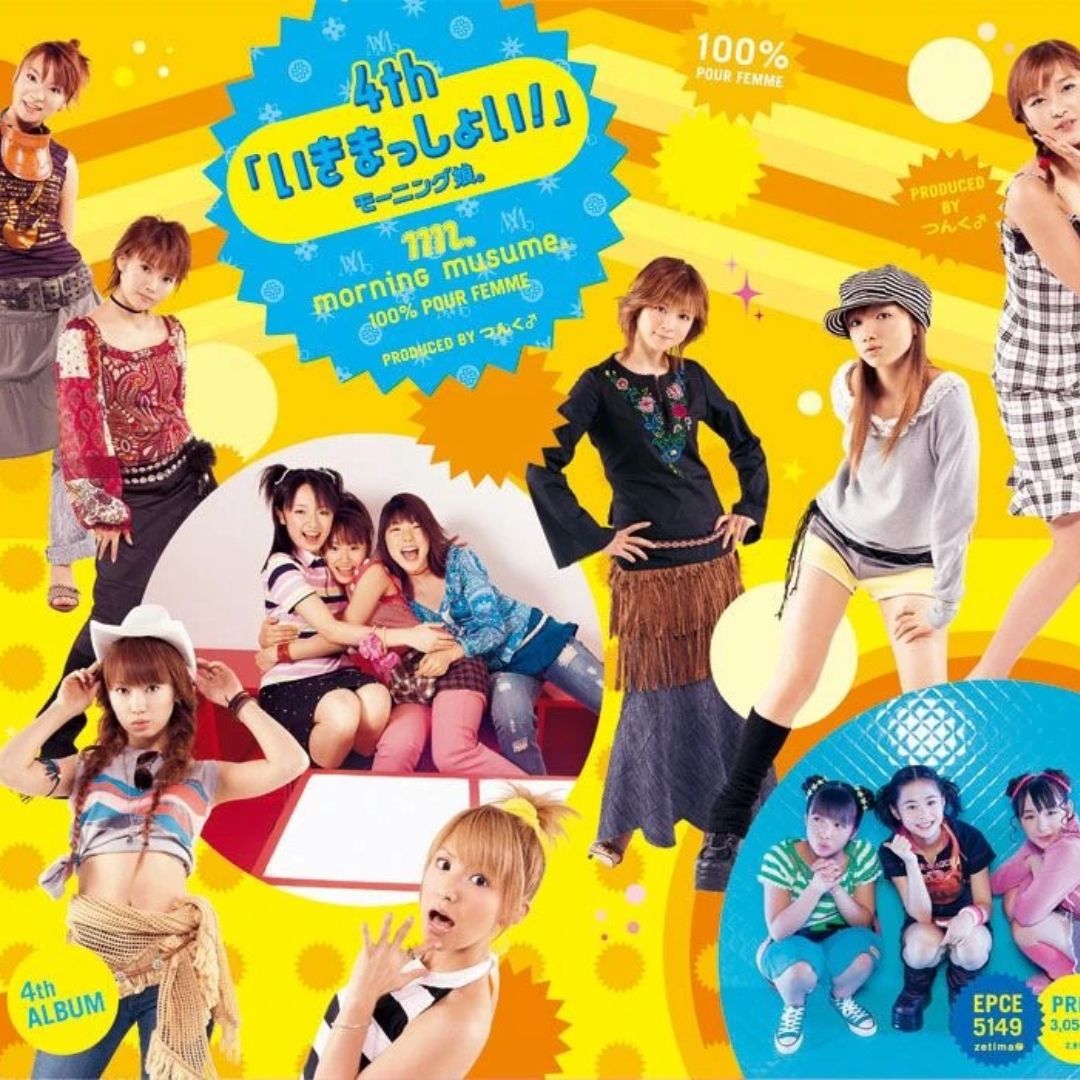 4th
「いきまっしょい!」
モーニング娘。
m.
morning musume。
100% POUR FEMME
PRODUCED BY つんく♂
100%
POUR FEMME
PRODUCED
BY
つんく♂
4th
ALBUM
EPCE
5149
zetima